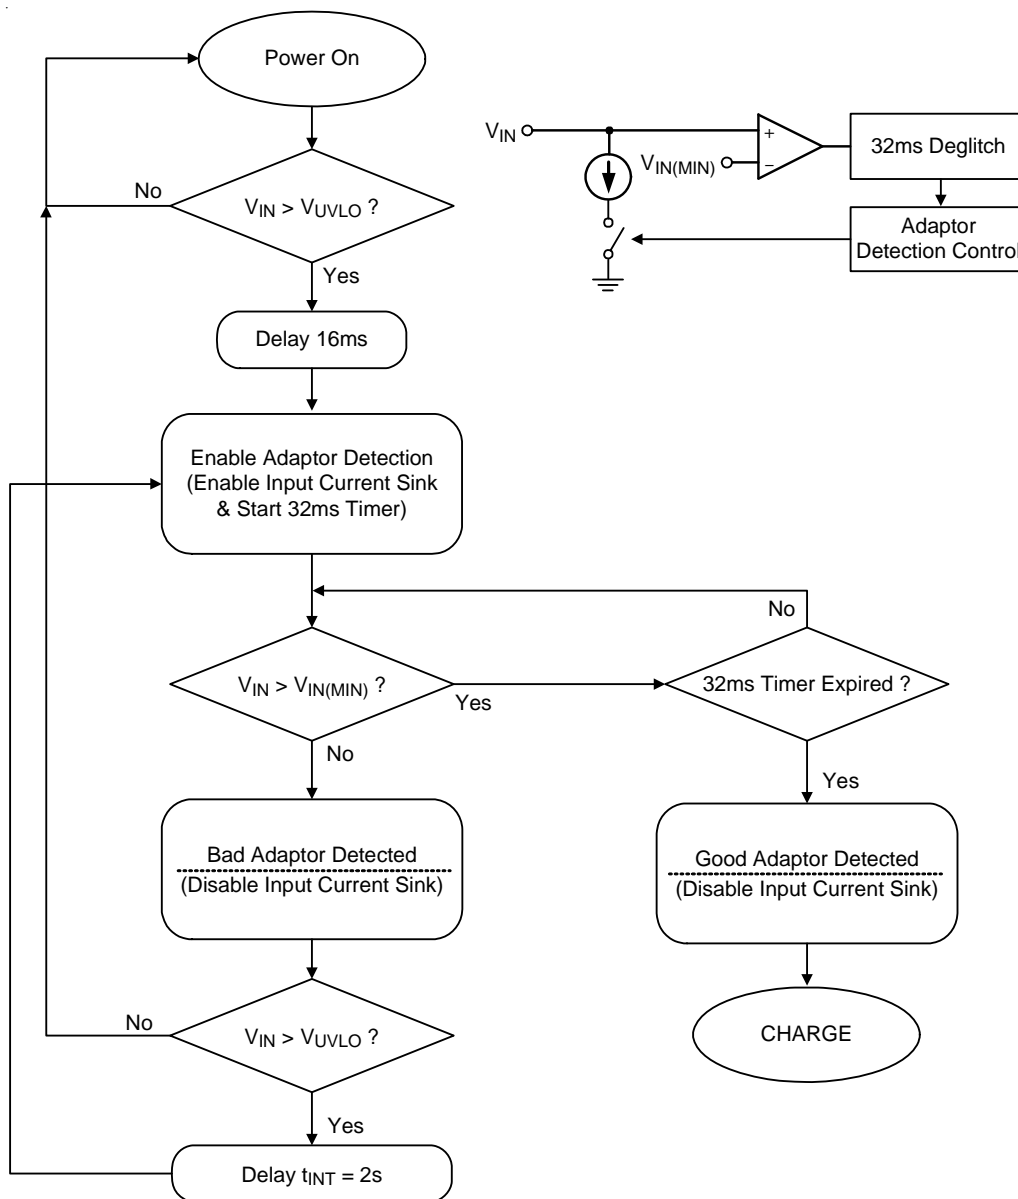 Power On
V_IN > V_UVLO ?
No
Yes
Delay 16ms
Enable Adaptor Detection
(Enable Input Current Sink
& Start 32ms Timer)
V_IN > V_IN(MIN) ?
Yes
No
32ms Timer Expired ?
No
Yes
Bad Adaptor Detected
(Disable Input Current Sink)
Good Adaptor Detected
(Disable Input Current Sink)
V_IN > V_UVLO ?
No
Yes
CHARGE
Delay t_INT = 2s
V_IN
V_IN(MIN)
+
−
32ms Deglitch
Adaptor
Detection Control